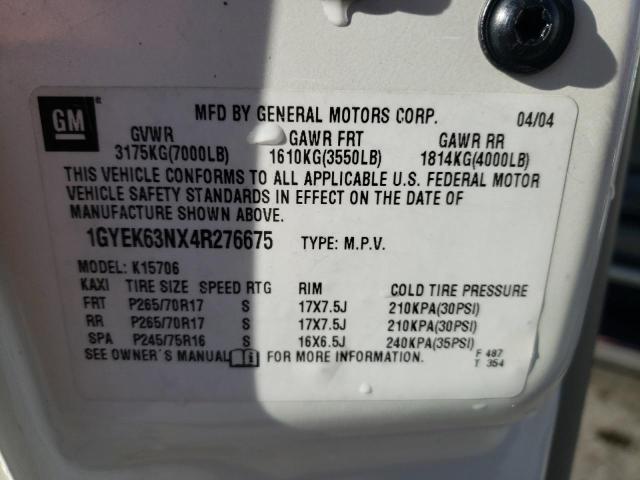 GM®
MFD BY GENERAL MOTORS CORP. 04/04
GVWR GAWR FRT GAWR RR
3175KG(7000LB) 1610KG(3550LB) 1814KG(4000LB)
THIS VEHICLE CONFORMS TO ALL APPLICABLE U.S. FEDERAL MOTOR
VEHICLE SAFETY STANDARDS IN EFFECT ON THE DATE OF
MANUFACTURE SHOWN ABOVE.
1GYEK63NX4R276675 TYPE: M.P.V.
MODEL: K15706
KAXI TIRE SIZE SPEED RTG RIM COLD TIRE PRESSURE
FRT P265/70R17 S 17X7.5J 210KPA(30PSI)
RR P265/70R17 S 17X7.5J 210KPA(30PSI)
SPA P245/75R16 S 16X6.5J 240KPA(35PSI)
SEE OWNER'S MANUAL FOR MORE INFORMATION. F 487
T 354